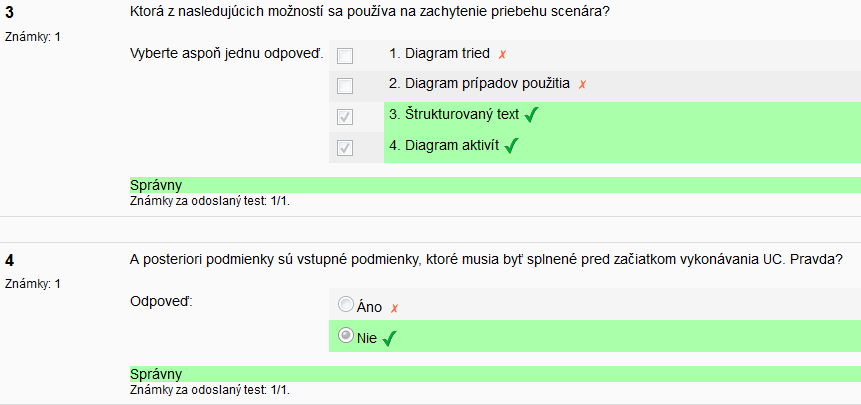 3
Ktorá z nasledujúcich možností sa používa na zachytenie priebehu scenára?
Známky: 1
Vyberte aspoň jednu odpoveď.
1. Diagram tried
2. Diagram prípadov použitia
3. Štrukturovaný text
4. Diagram aktivít
Správny
Známky za odoslaný test: 1/1.
4
A posteriori podmienky sú vstupné podmienky, ktoré musia byť splnené pred začiatkom vykonávania UC. Pravda?
Známky: 1
Odpoveď:
Áno
Nie
Správny
Známky za odoslaný test: 1/1.